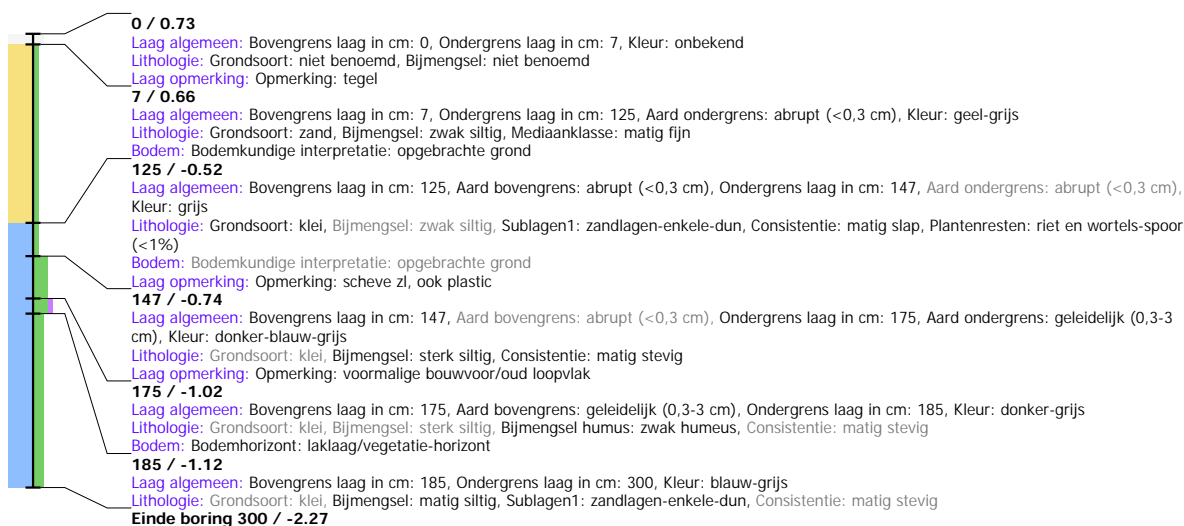 0 / 0.73
Laag algemeen: Bovengrens laag in cm: 0, Ondergrens laag in cm: 7, Kleur: onbekend
Lithologie: Grondsoort: niet benoemd, Bijmengsel: niet benoemd
Laag opmerking: Opmerking: tegel
7 / 0.66
Laag algemeen: Bovengrens laag in cm: 7, Ondergrens laag in cm: 125, Aard ondergrens: abrupt (<0,3 cm), Kleur: geel-grijs
Lithologie: Grondsoort: zand, Bijmengsel: zwak siltig, Mediaanklasse: matig fijn
Bodem: Bodemkundige interpretatie: opgebrachte grond
125 / -0.52
Laag algemeen: Bovengrens laag in cm: 125, Aard bovengrens: abrupt (<0,3 cm), Ondergrens laag in cm: 147, Aard ondergrens: abrupt (<0,3 cm),
Kleur: grijs
Lithologie: Grondsoort: klei, Bijmengsel: zwak siltig, Sublagen1: zandlagen-enkele-dun, Consistentie: matig slap, Plantenresten: riet en wortels-spoor
(<1%)
Bodem: Bodemkundige interpretatie: opgebrachte grond
Laag opmerking: Opmerking: scheve zl, ook plastic
147 / -0.74
Laag algemeen: Bovengrens laag in cm: 147, Aard bovengrens: abrupt (<0,3 cm), Ondergrens laag in cm: 175, Aard ondergrens: geleidelijk (0,3-3
cm), Kleur: donker-blauw-grijs
Lithologie: Grondsoort: klei, Bijmengsel: sterk siltig, Consistentie: matig stevig
Laag opmerking: Opmerking: voormalige bouwvoor/oud loopvlak
175 / -1.02
Laag algemeen: Bovengrens laag in cm: 175, Aard bovengrens: geleidelijk (0,3-3 cm), Ondergrens laag in cm: 185, Kleur: donker-grijs
Lithologie: Grondsoort: klei, Bijmengsel: sterk siltig, Bijmengsel humus: zwak humeus, Consistentie: matig stevig
Bodem: Bodemhorizont: laklaag/vegetatie-horizont
185 / -1.12
Laag algemeen: Bovengrens laag in cm: 185, Ondergrens laag in cm: 300, Kleur: blauw-grijs
Lithologie: Grondsoort: klei, Bijmengsel: matig siltig, Sublagen1: zandlagen-enkele-dun, Consistentie: matig stevig
Einde boring 300 / -2.27